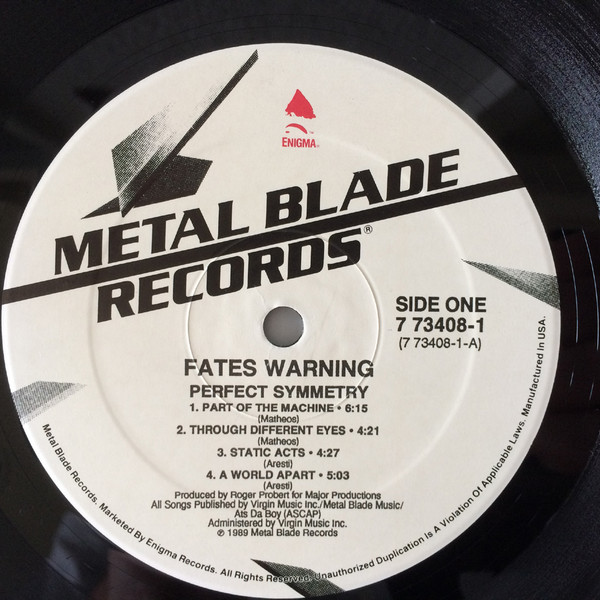 ENIGMA®
METAL BLADE
RECORDS®
SIDE ONE
7 73408-1
(7 73408-1-A)
FATES WARNING
PERFECT SYMMETRY
1. PART OF THE MACHINE • 6:15
(Matheos)
2. THROUGH DIFFERENT EYES • 4:21
(Matheos)
3. STATIC ACTS • 4:27
(Aresti)
4. A WORLD APART • 5:03
(Aresti)
Produced by Roger Probert for Major Productions
All Songs Published by Virgin Music Inc./Metal Blade Music/
Ats Da Boy (ASCAP)
Administered by Virgin Music Inc.
℗ 1989 Metal Blade Records
Metal Blade Records. Marketed By Enigma Records. All Rights Reserved. Unauthorized Duplication Is A Violation Of Applicable Laws. Manufactured In USA.